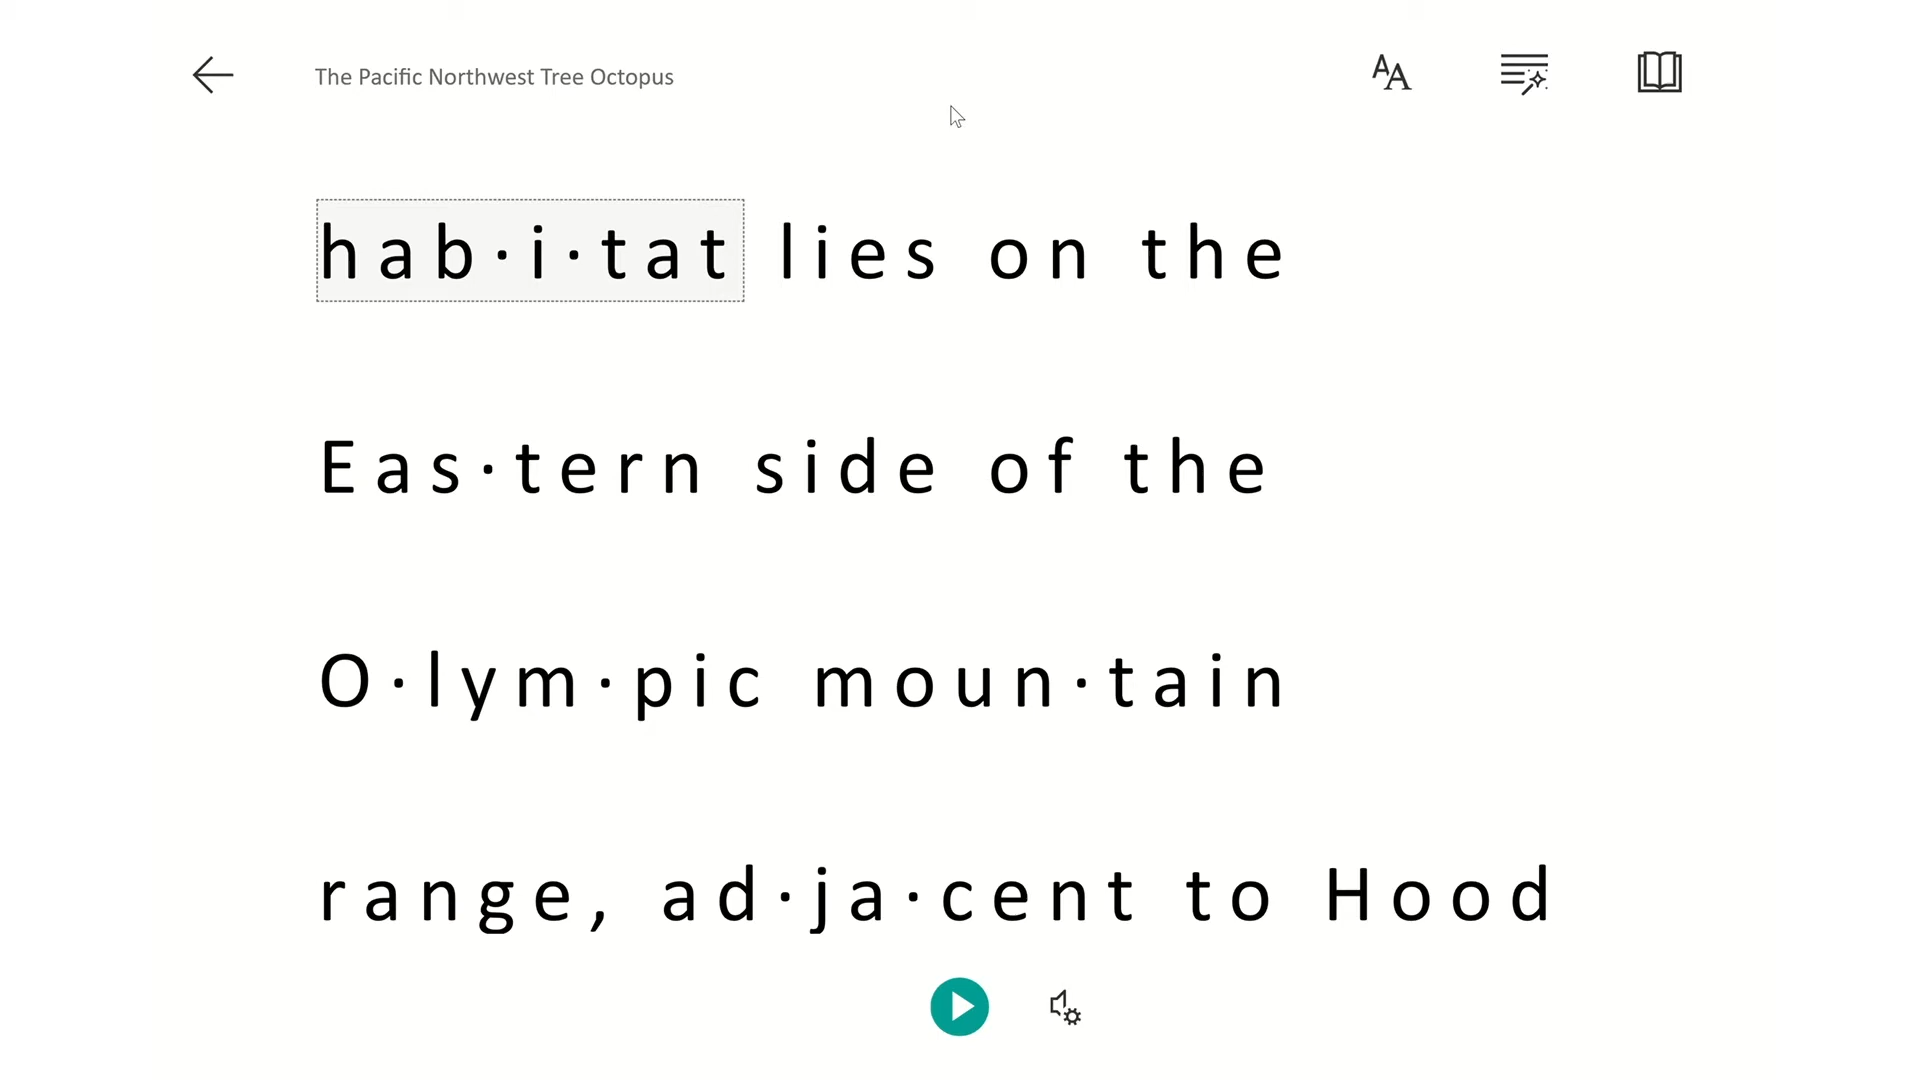 The Pacific Northwest Tree Octopus
hab·i·tat lies on the
Eas·tern side of the
O·lym·pic moun·tain
range, ad·ja·cent to Hood